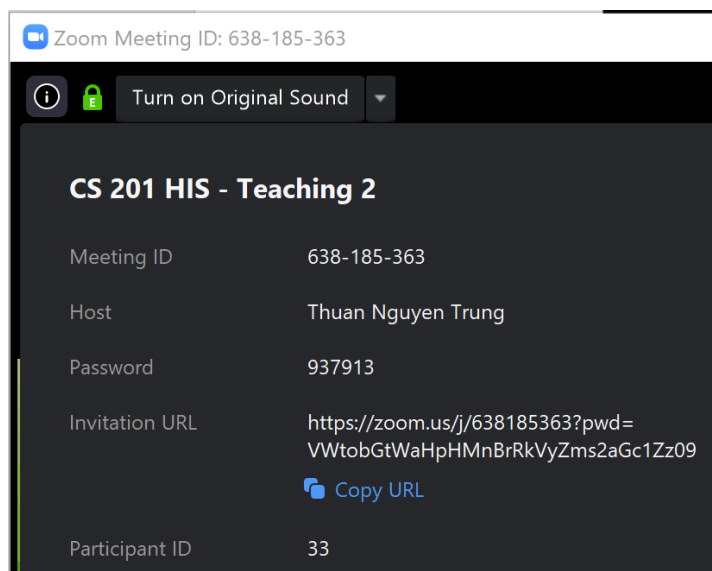 Zoom Meeting ID: 638-185-363
E
Turn on Original Sound
CS 201 HIS - Teaching 2
Meeting ID 638-185-363
Host Thuan Nguyen Trung
Password 937913
Invitation URL https://zoom.us/j/638185363?pwd=
VWtobGtWaHpHMnBrRkVyZms2aGc1Zz09
Copy URL
Participant ID 33